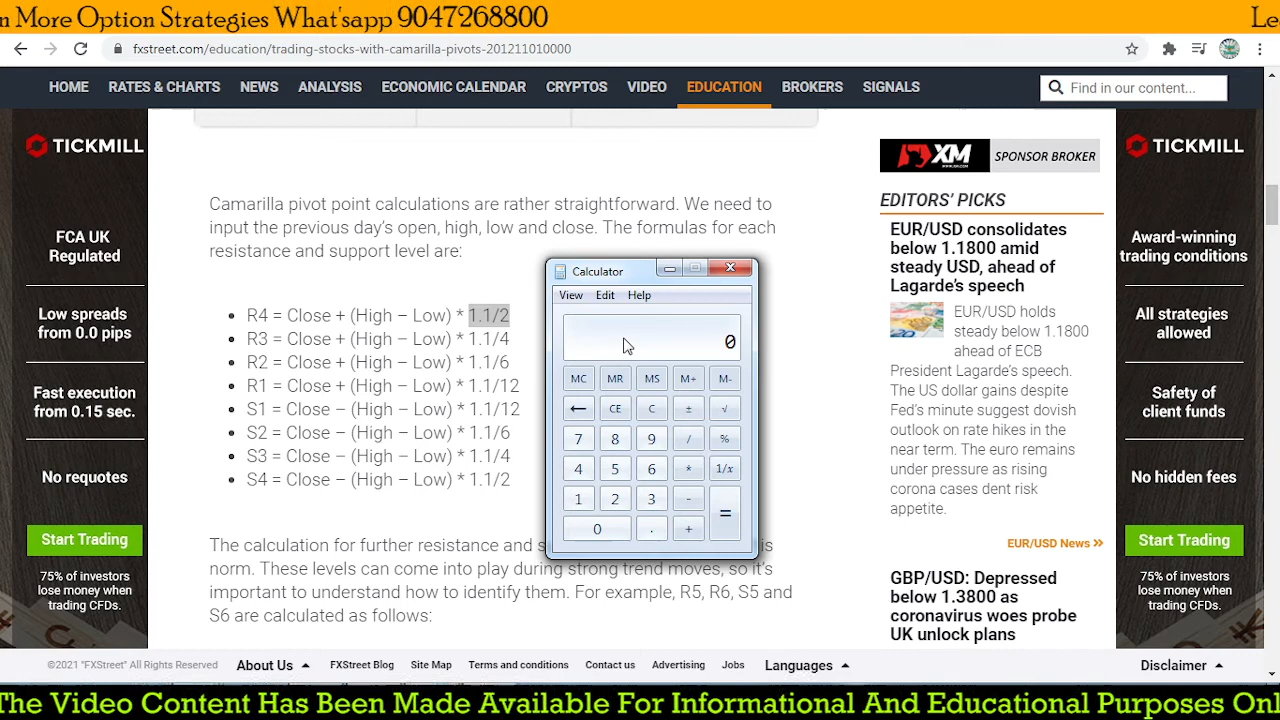 n More Option Strategies What'sapp 9047268800
Le
fxstreet.com/education/trading-stocks-with-camarilla-pivots-201211010000
HOME RATES & CHARTS NEWS ANALYSIS ECONOMIC CALENDAR CRYPTOS VIDEO EDUCATION BROKERS SIGNALS
Find in our content...
TICKMILL
FCA UK
Regulated
Low spreads
from 0.0 pips
Fast execution
from 0.15 sec.
No requotes
Start Trading
75% of investors
lose money when
trading CFDs.
Camarilla pivot point calculations are rather straightforward. We need to
input the previous day's open, high, low and close. The formulas for each
resistance and support level are:
• R4 = Close + (High – Low) * 1.1/2
• R3 = Close + (High – Low) * 1.1/4
• R2 = Close + (High – Low) * 1.1/6
• R1 = Close + (High – Low) * 1.1/12
• S1 = Close – (High – Low) * 1.1/12
• S2 = Close – (High – Low) * 1.1/6
• S3 = Close – (High – Low) * 1.1/4
• S4 = Close – (High – Low) * 1.1/2
The calculation for further resistance and s is
norm. These levels can come into play during strong trend moves, so it's
important to understand how to identify them. For example, R5, R6, S5 and
S6 are calculated as follows:
Calculator
View Edit Help
0
MC MR MS M+ M-
← CE C ± √
7 8 9 / %
4 5 6 * 1/x
1 2 3 - =
0 . +
XM
WWW.XM.COM
SPONSOR BROKER
EDITORS' PICKS
EUR/USD consolidates
below 1.1800 amid
steady USD, ahead of
Lagarde's speech
EUR/USD holds
steady below 1.1800
ahead of ECB
President Lagarde's speech.
The US dollar gains despite
Fed's minute suggest dovish
outlook on rate hikes in the
near term. The euro remains
under pressure as rising
corona cases dent risk
appetite.
EUR/USD News >>
GBP/USD: Depressed
below 1.3800 as
coronavirus woes probe
UK unlock plans
TICKMILL
Award-winning
trading conditions
All strategies
allowed
Safety of
client funds
No hidden fees
Start Trading
75% of investors
lose money when
trading CFDs.
©2021 "FXStreet" All Rights Reserved About Us FXStreet Blog Site Map Terms and conditions Contact us Advertising Jobs Languages Disclaimer
The Video Content Has Been Made Available For Informational And Educational Purposes Onl